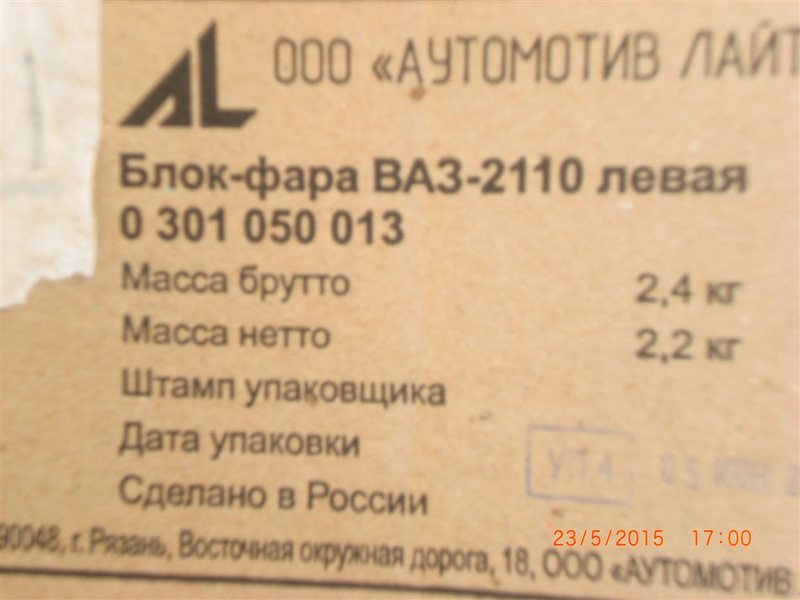 AL ООО «АУТОМОТИВ ЛАЙТ
Блок-фара ВАЗ-2110 левая
0 301 050 013
Масса брутто 2,4 кг
Масса нетто 2,2 кг
Штамп упаковщика
Дата упаковки
УТ4 05
Сделано в России
23/5/2015 17:00
90048, г. Рязань, Восточная окружная дорога, 18, ООО «АУТОМОТИВ